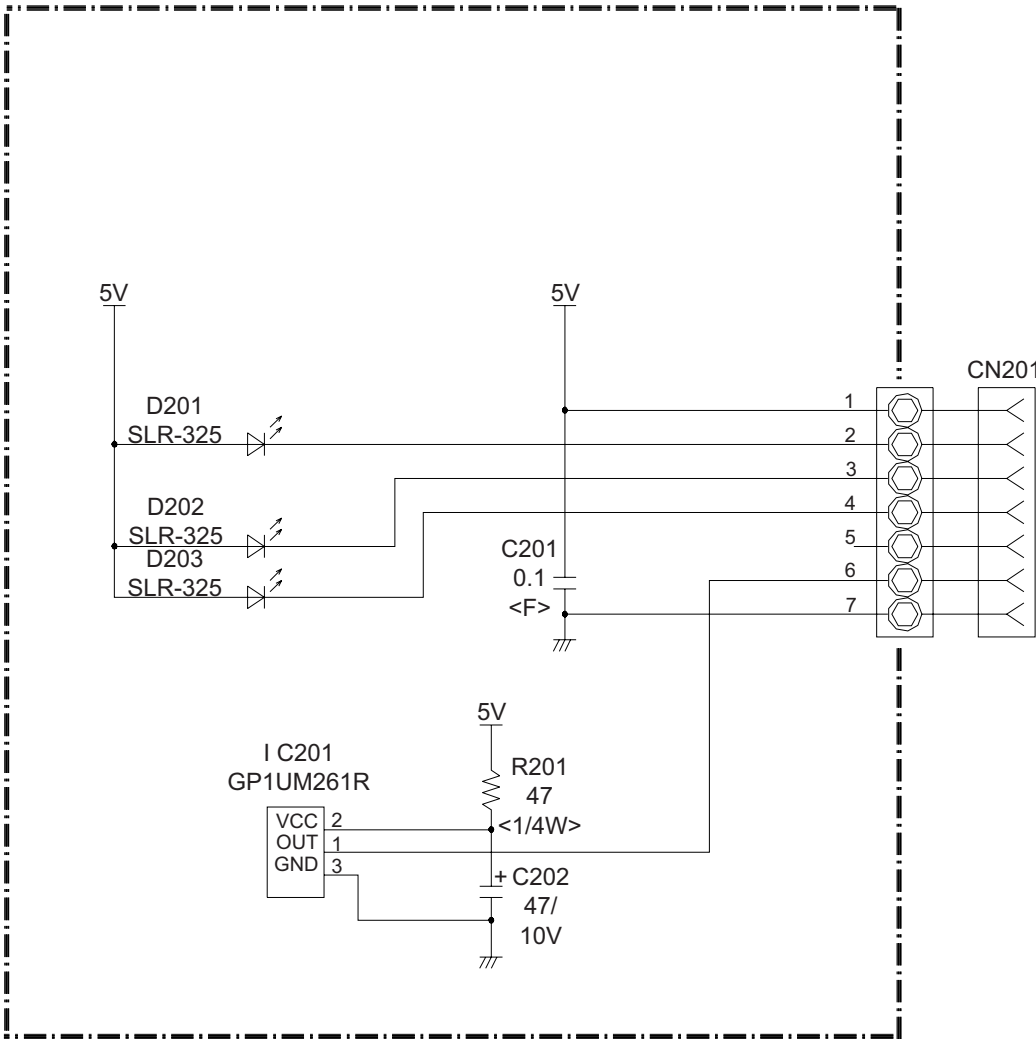 5V
5V
CN201
D201
SLR-325
1
2
3
4
5
6
7
D202
SLR-325
D203
SLR-325
C201
0.1
<F>
5V
I C201
GP1UM261R
R201
47
<1/4W>
VCC 2
OUT 1
GND 3
+ C202
47/
10V